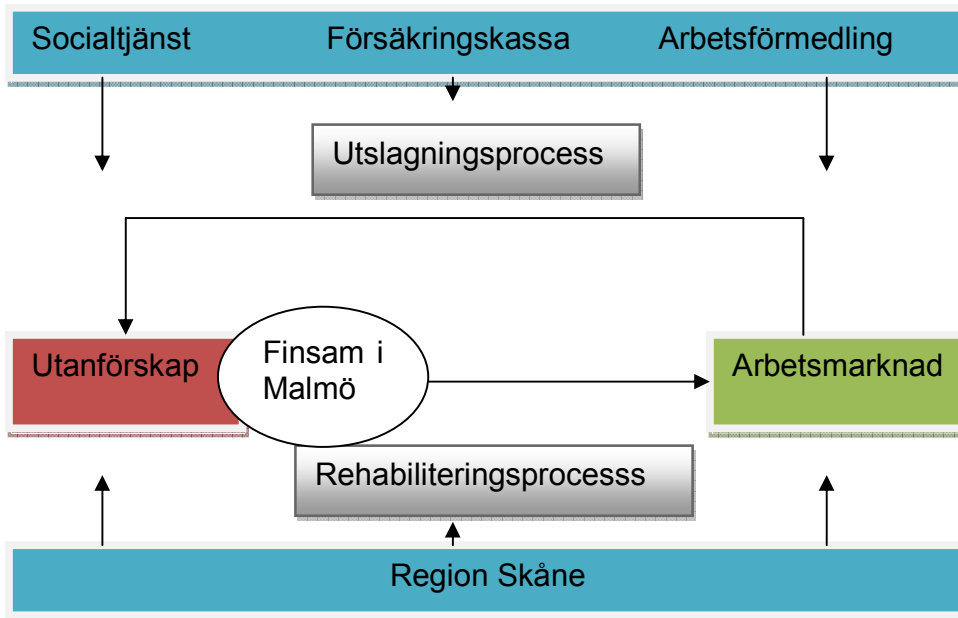 Socialtjänst Försäkringskassa Arbetsförmedling
Utslagningsprocess
Utanförskap
Finsam i
Malmö
Arbetsmarknad
Rehabiliteringsprocesss
Region Skåne